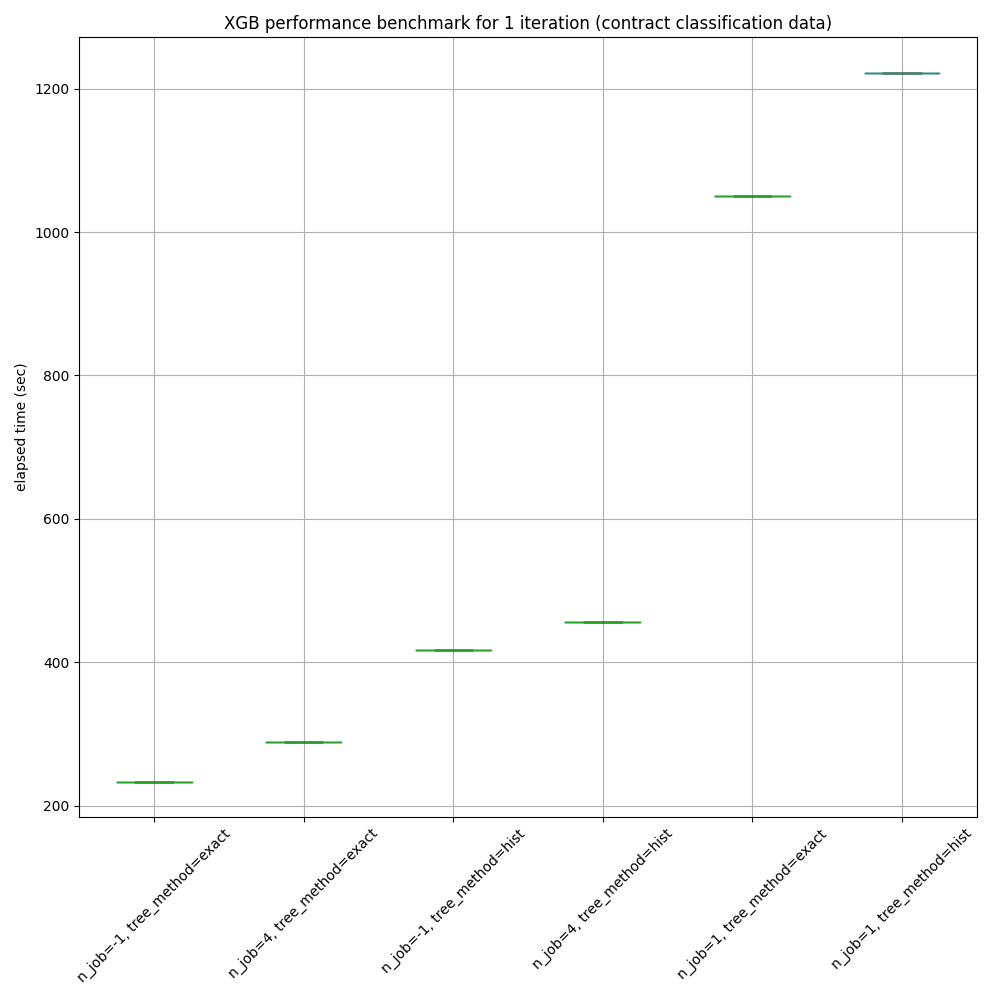 XGB performance benchmark for 1 iteration (contract classification data)
1200
1000
800
600
400
200
elapsed time (sec)
n_job=-1, tree_method=exact
n_job=4, tree_method=exact
n_job=-1, tree_method=hist
n_job=4, tree_method=hist
n_job=1, tree_method=exact
n_job=1, tree_method=hist